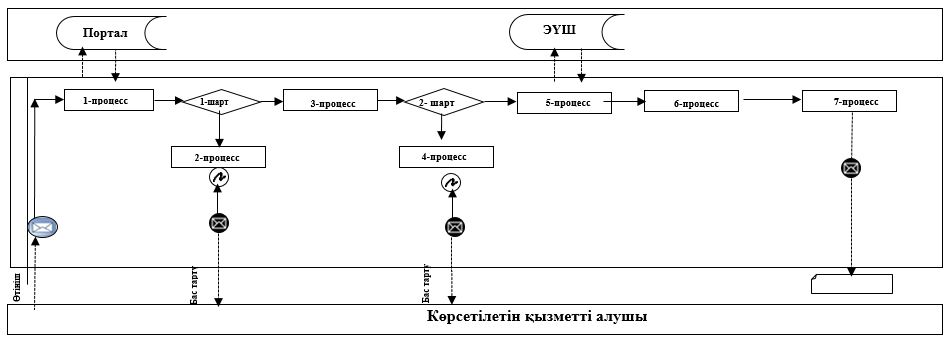 Портал
ЭҮШ
1-процесс
1-шарт
3-процесс
2- шарт
5-процесс
6-процесс
7-процесс
2-процесс
4-процесс
Өтініш
Бас тарту
Бас тарту
Көрсетілетін қызметті алушы